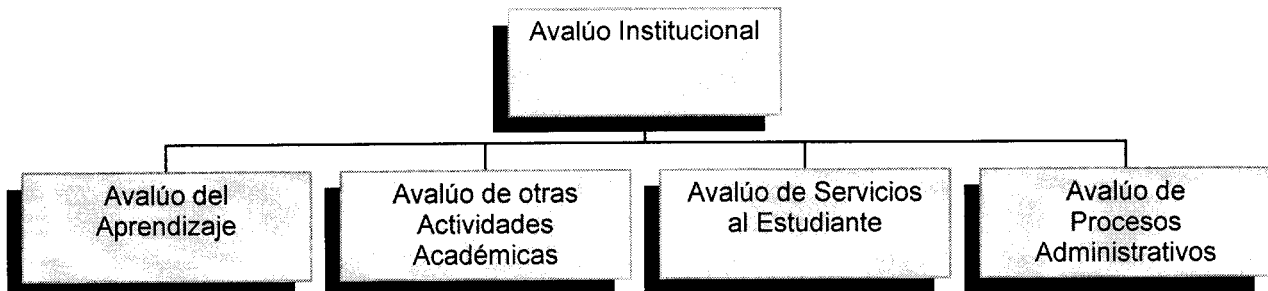 Avalúo Institucional
Avalúo del
Aprendizaje
Avalúo de otras
Actividades
Académicas
Avalúo de Servicios
al Estudiante
Avalúo de
Procesos
Administrativos